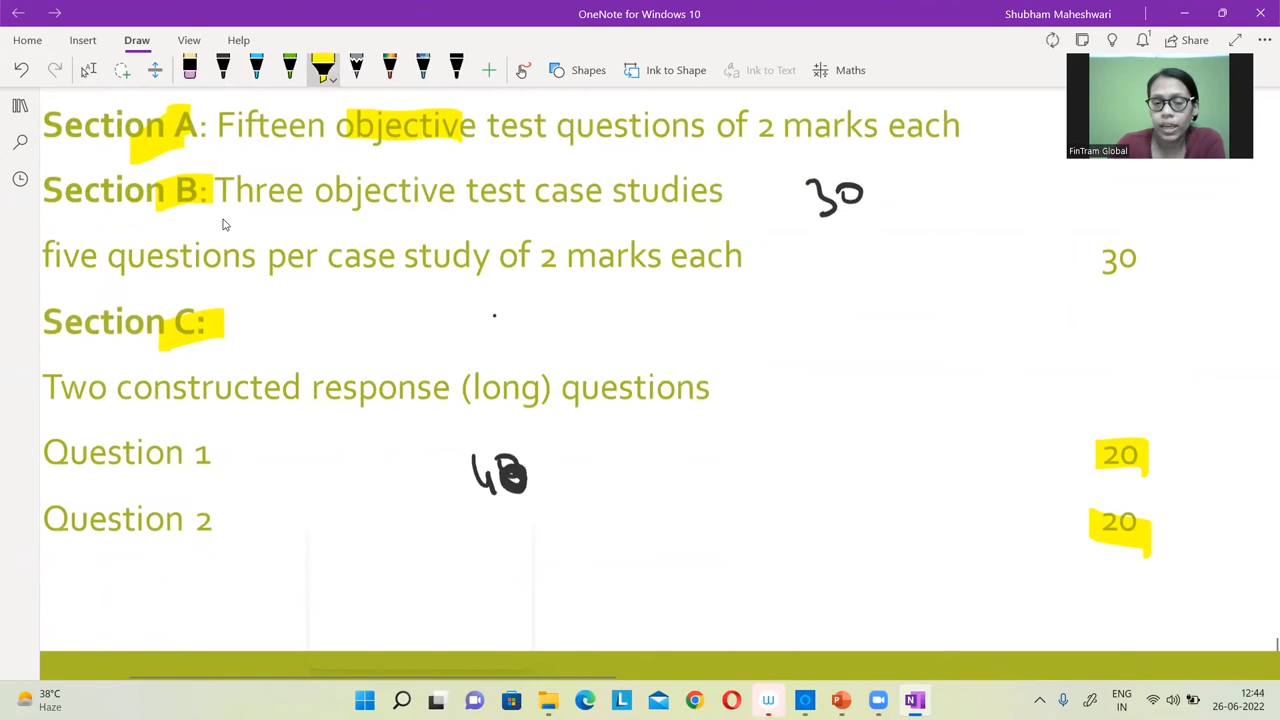 OneNote for Windows 10
Shubham Maheshwari
Home Insert Draw View Help
Share
Shapes Ink to Shape Ink to Text Maths
Section A: Fifteen objective test questions of 2 marks each
Section B: Three objective test case studies 30
five questions per case study of 2 marks each 30
Section C:
Two constructed response (long) questions
Question 1 20
40
Question 2 20
FinTram Global
38°C
Haze
ENG
IN
12:44
26-06-2022